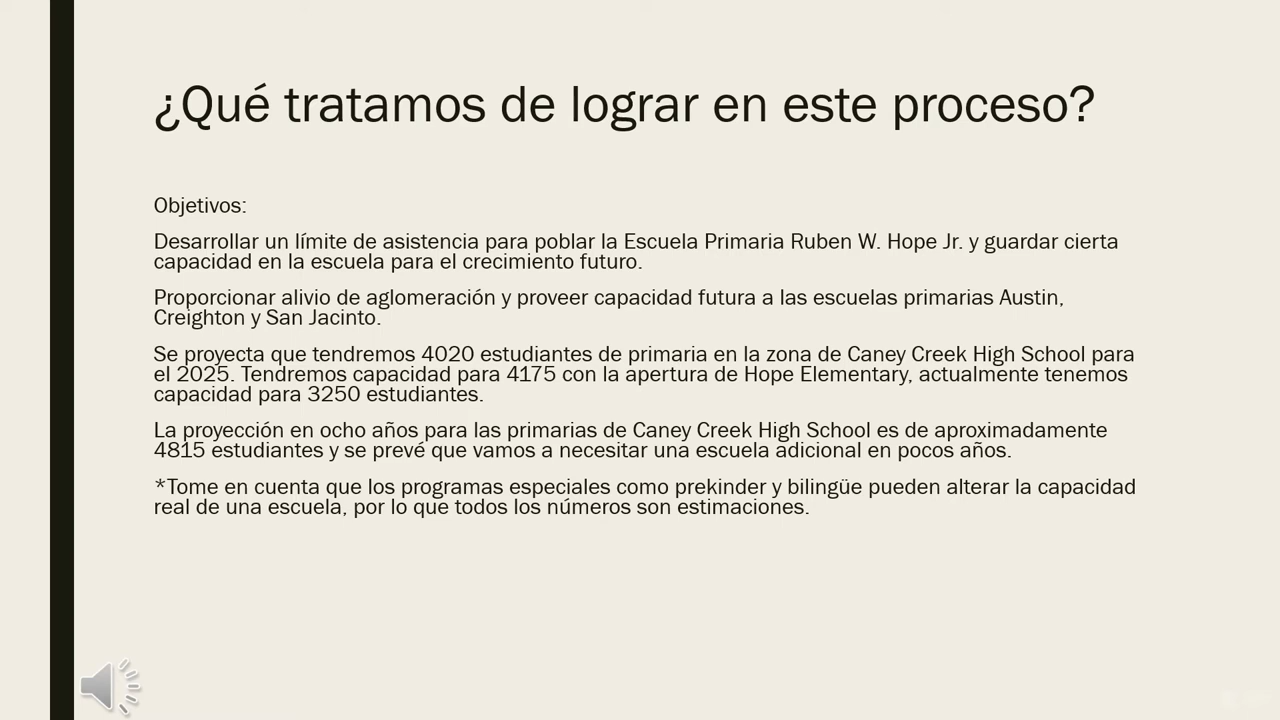 ¿Qué tratamos de lograr en este proceso?
Objetivos:
Desarrollar un límite de asistencia para poblar la Escuela Primaria Ruben W. Hope Jr. y guardar cierta
capacidad en la escuela para el crecimiento futuro.
Proporcionar alivio de aglomeración y proveer capacidad futura a las escuelas primarias Austin,
Creighton y San Jacinto.
Se proyecta que tendremos 4020 estudiantes de primaria en la zona de Caney Creek High School para
el 2025. Tendremos capacidad para 4175 con la apertura de Hope Elementary, actualmente tenemos
capacidad para 3250 estudiantes.
La proyección en ocho años para las primarias de Caney Creek High School es de aproximadamente
4815 estudiantes y se prevé que vamos a necesitar una escuela adicional en pocos años.
*Tome en cuenta que los programas especiales como prekinder y bilingüe pueden alterar la capacidad
real de una escuela, por lo que todos los números son estimaciones.